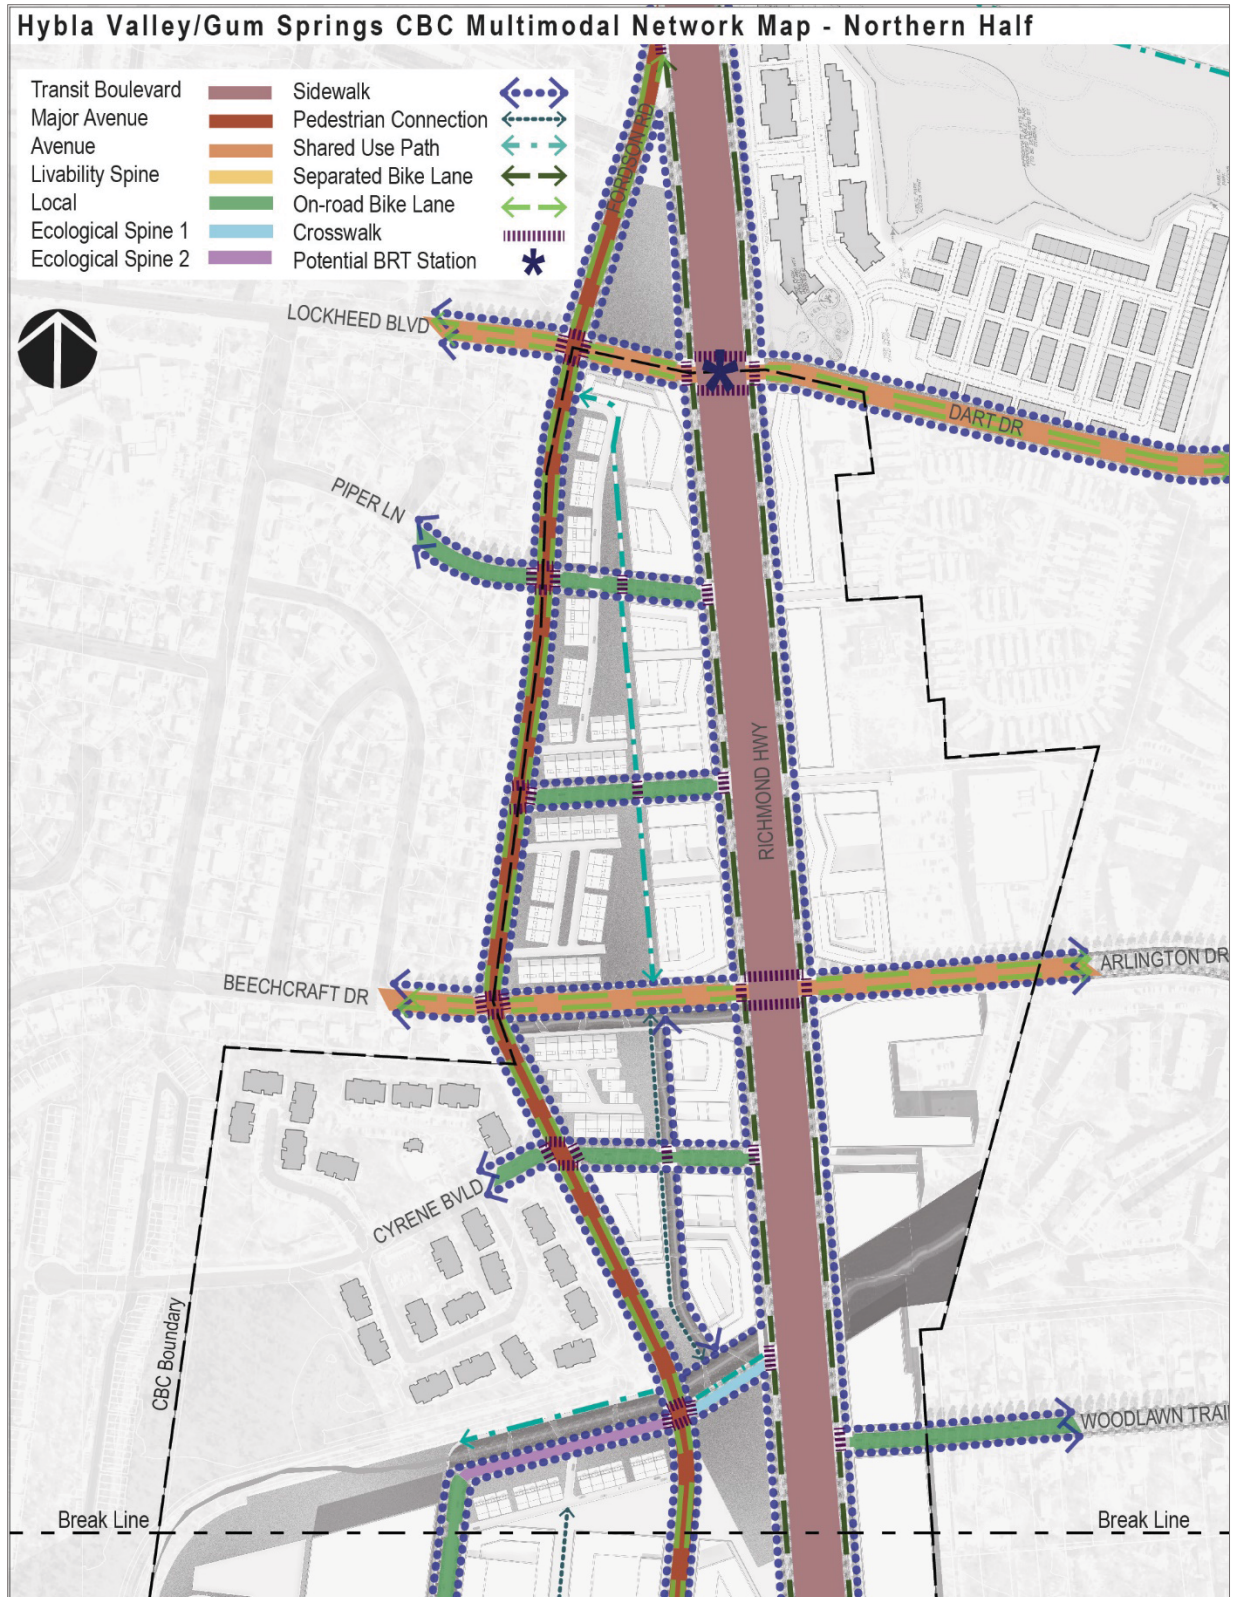 Hybla Valley/Gum Springs CBC Multimodal Network Map - Northern Half
Transit Boulevard
Major Avenue
Avenue
Livability Spine
Local
Ecological Spine 1
Ecological Spine 2
Sidewalk
Pedestrian Connection
Shared Use Path
Separated Bike Lane
On-road Bike Lane
Crosswalk
Potential BRT Station
FORDSON RD
LOCKHEED BLVD
DART DR
PIPER LN
RICHMOND HWY
BEECHCRAFT DR
ARLINGTON DR
CYRENE BVLD
CBC Boundary
WOODLAWN TRAI
Break Line
Break Line